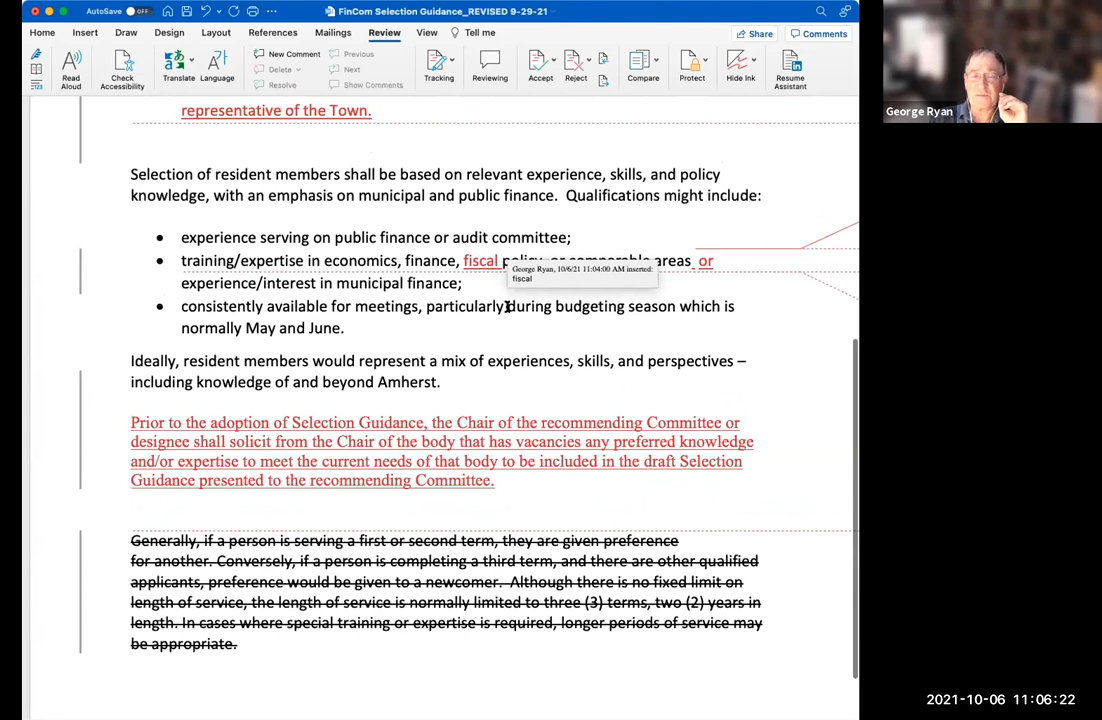 AutoSave OFF
FinCom Selection Guidance_REVISED 9-29-21
Home Insert Draw Design Layout References Mailings Review View Tell me Share Comments
Read Aloud
Check Accessibility
Translate
Language
New Comment
Delete
Resolve
Previous
Next
Show Comments
Tracking
Reviewing
Accept
Reject
Compare
Protect
Hide Ink
Resume Assistant
George Ryan
representative of the Town.
Selection of resident members shall be based on relevant experience, skills, and policy
knowledge, with an emphasis on municipal and public finance. Qualifications might include:
• experience serving on public finance or audit committee;
• training/expertise in economics, finance, fiscal policy, or comparable areas or
George Ryan, 10/6/21 11:04:00 AM inserted:
fiscal
experience/interest in municipal finance;
• consistently available for meetings, particularly during budgeting season which is
normally May and June.
Ideally, resident members would represent a mix of experiences, skills, and perspectives –
including knowledge of and beyond Amherst.
Prior to the adoption of Selection Guidance, the Chair of the recommending Committee or
designee shall solicit from the Chair of the body that has vacancies any preferred knowledge
and/or expertise to meet the current needs of that body to be included in the draft Selection
Guidance presented to the recommending Committee.
Generally, if a person is serving a first or second term, they are given preference
for another. Conversely, if a person is completing a third term, and there are other qualified
applicants, preference would be given to a newcomer. Although there is no fixed limit on
length of service, the length of service is normally limited to three (3) terms, two (2) years in
length. In cases where special training or expertise is required, longer periods of service may
be appropriate.
2021-10-06 11:06:22